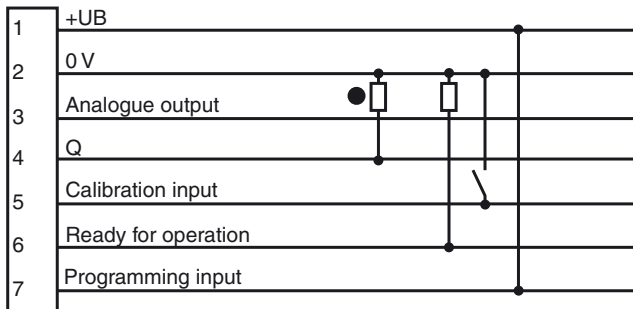 1 +UB
2 0 V
3 Analogue output
4 Q
5 Calibration input
6 Ready for operation
7 Programming input